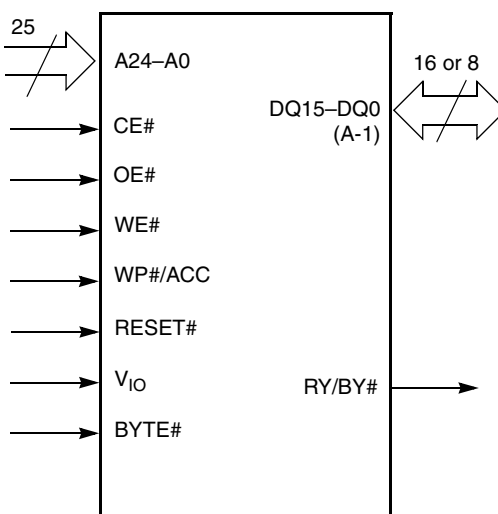 25
A24–A0
16 or 8
DQ15–DQ0
(A-1)
CE#
OE#
WE#
WP#/ACC
RESET#
VIO
RY/BY#
BYTE#